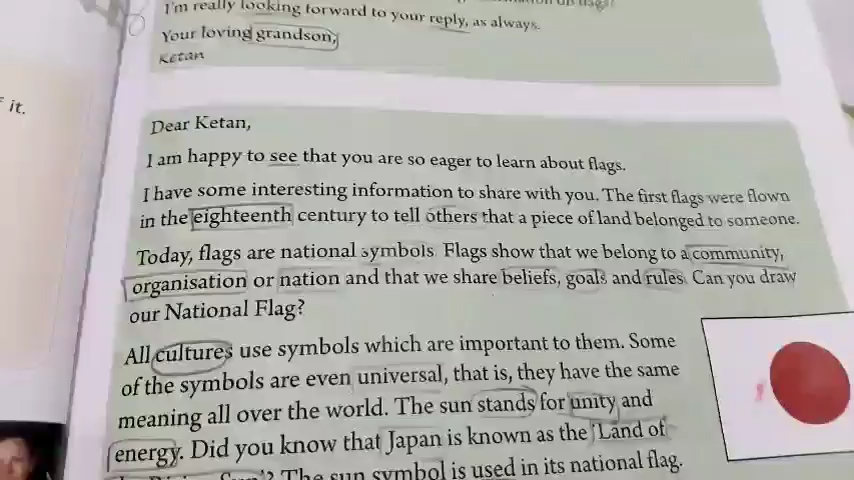 I'm really looking forward to your reply, as always.
Your loving grandson,
Ketan
it.
Dear Ketan,
I am happy to see that you are so eager to learn about flags.
I have some interesting information to share with you. The first flags were flown
in the eighteenth century to tell others that a piece of land belonged to someone.
Today, flags are national symbols. Flags show that we belong to a community,
organisation or nation and that we share beliefs, goals and rules. Can you draw
our National Flag?
All cultures use symbols which are important to them. Some
of the symbols are even universal, that is, they have the same
meaning all over the world. The sun stands for unity and
energy. Did you know that Japan is known as the 'Land of
Sun'? The sun symbol is used in its national flag.